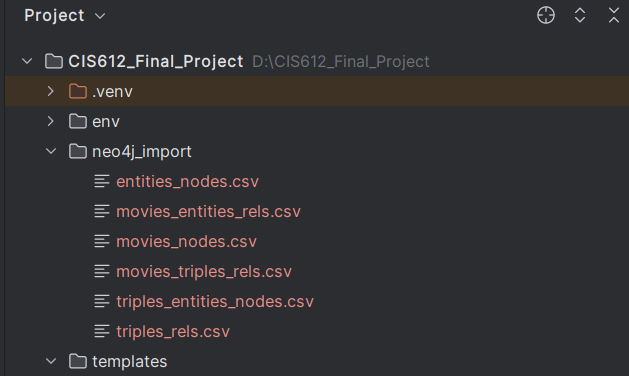 Project
CIS612_Final_Project D:\CIS612_Final_Project
.venv
env
neo4j_import
entities_nodes.csv
movies_entities_rels.csv
movies_nodes.csv
movies_triples_rels.csv
triples_entities_nodes.csv
triples_rels.csv
templates